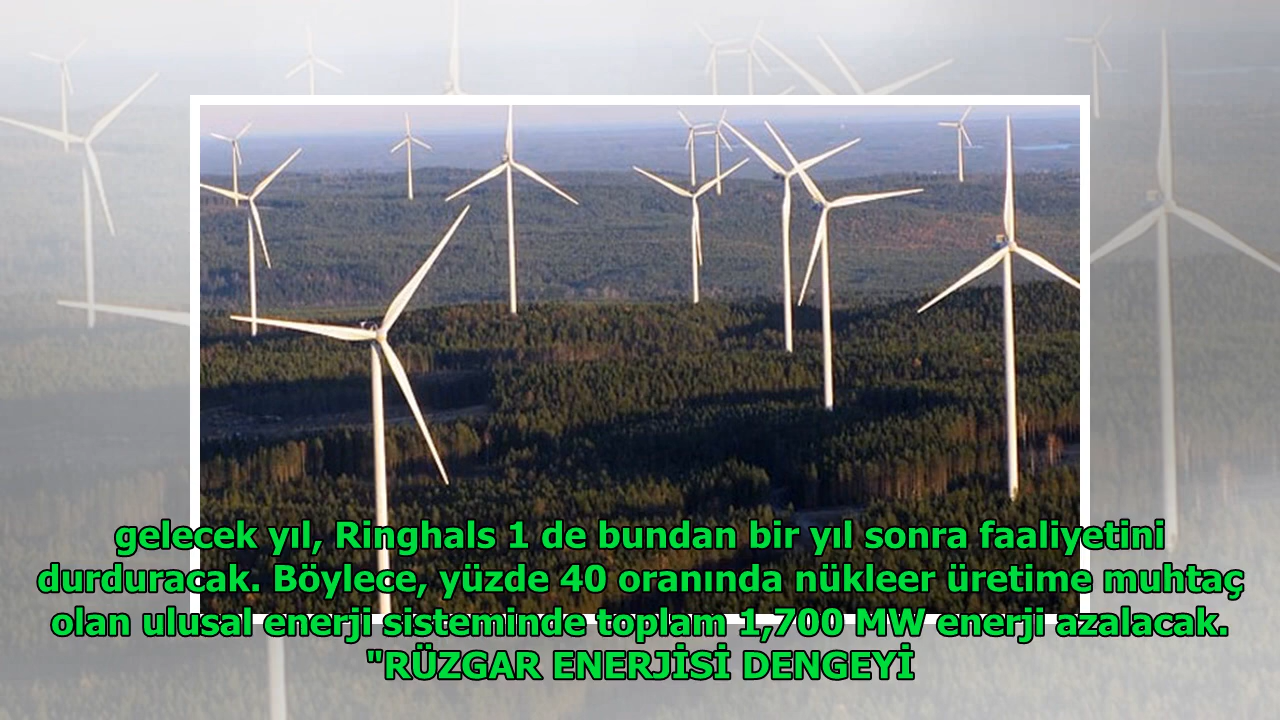 gelecek yıl, Ringhals 1 de bundan bir yıl sonra faaliyetini
durduracak. Böylece, yüzde 40 oranında nükleer üretime muhtaç
olan ulusal enerji sisteminde toplam 1,700 MW enerji azalacak.
"RÜZGAR ENERJİSİ DENGEYİ